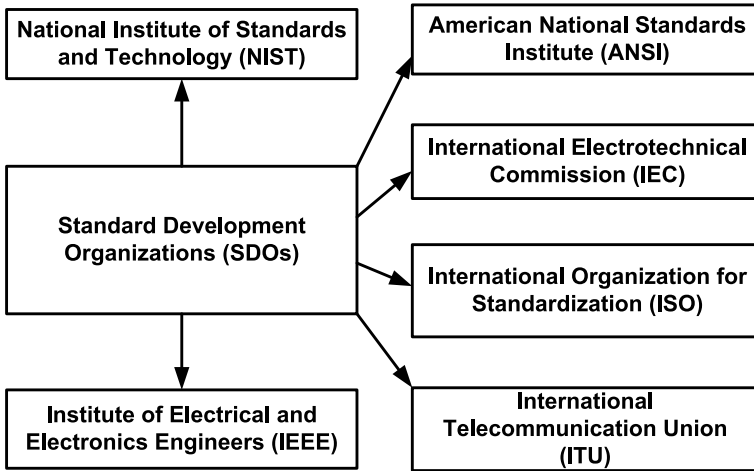 National Institute of Standards
and Technology (NIST)
American National Standards
Institute (ANSI)
International Electrotechnical
Commission (IEC)
Standard Development
Organizations (SDOs)
International Organization for
Standardization (ISO)
Institute of Electrical and
Electronics Engineers (IEEE)
International
Telecommunication Union
(ITU)